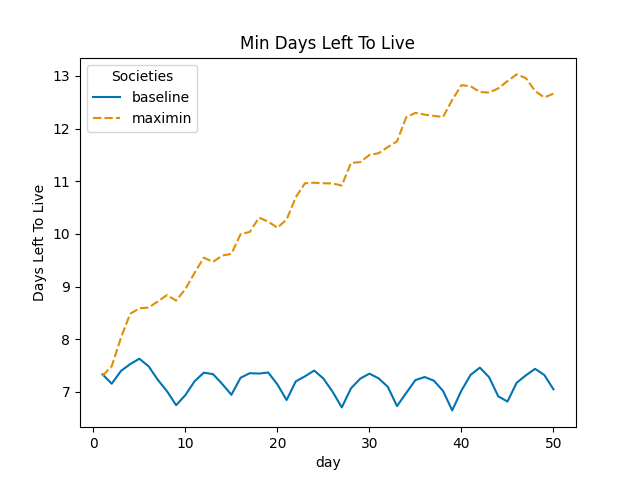 Min Days Left To Live
Societies
baseline
maximin
Days Left To Live
13
12
11
10
9
8
7
0 10 20 30 40 50
day